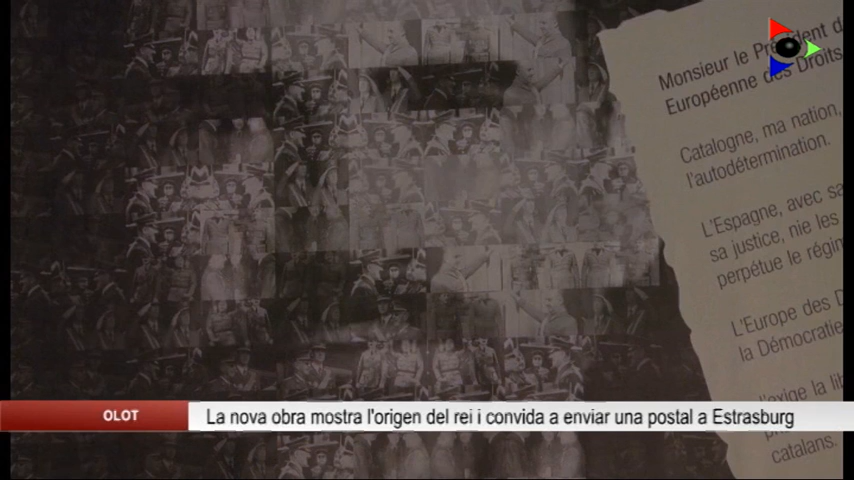 Monsieur le Président d
Européenne des Droits
Catalogne, ma nation,
l'autodétermination.
L'Espagne, avec sa
sa justice, nie les
perpétue le régim
L'Europe des D
la Démocratie
l'exige la lib
catalans.
OLOT
La nova obra mostra l'origen del rei i convida a enviar una postal a Estrasburg